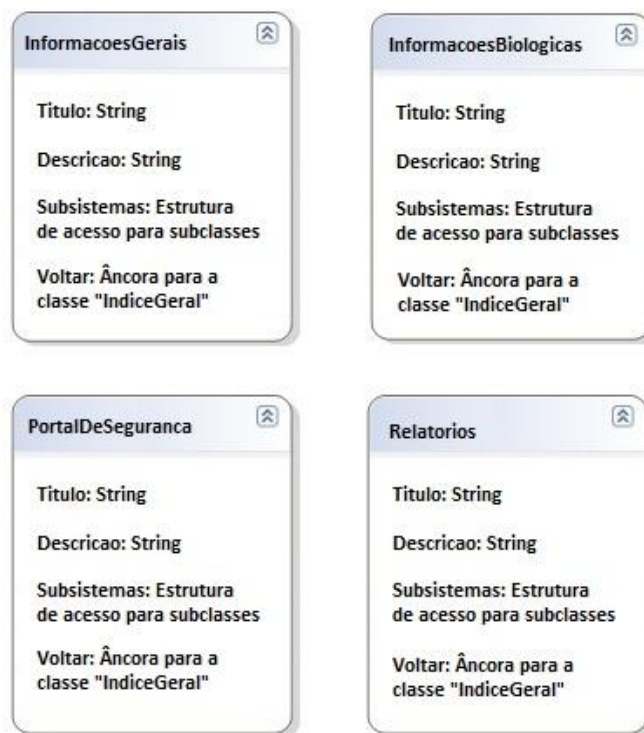 InformacoesGerais
Titulo: String
Descricao: String
Subsistemas: Estrutura
de acesso para subclasses
Voltar: Âncora para a
classe "IndiceGeral"
InformacoesBiologicas
Titulo: String
Descricao: String
Subsistemas: Estrutura
de acesso para subclasses
Voltar: Âncora para a
classe "IndiceGeral"
PortalDeSeguranca
Titulo: String
Descricao: String
Subsistemas: Estrutura
de acesso para subclasses
Voltar: Âncora para a
classe "IndiceGeral"
Relatorios
Titulo: String
Descricao: String
Subsistemas: Estrutura
de acesso para subclasses
Voltar: Âncora para a
classe "IndiceGeral"